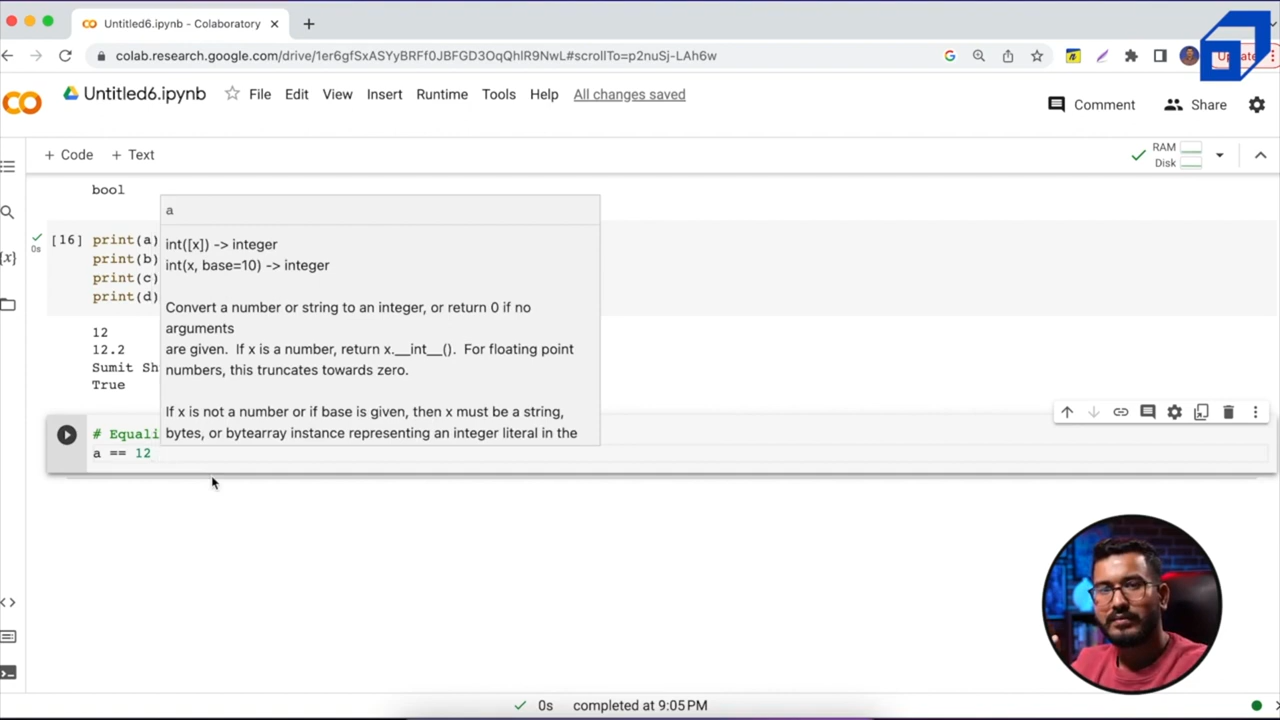 Untitled6.ipynb - Colaboratory
colab.research.google.com/drive/1er6gfSxASYyBRFf0JBFGD3OqQhlR9NwL#scrollTo=p2nuSj-LAh6w
Update
Untitled6.ipynb
File Edit View Insert Runtime Tools Help All changes saved
Comment Share
+ Code + Text
RAM
Disk
bool
a
[16] print(a)
0s
print(b)
print(c)
print(d)
int([x]) -> integer
int(x, base=10) -> integer
Convert a number or string to an integer, or return 0 if no
arguments
are given. If x is a number, return x.__int__(). For floating point
numbers, this truncates towards zero.
If x is not a number or if base is given, then x must be a string,
bytes, or bytearray instance representing an integer literal in the
12
12.2
Sumit Sh
True
# Equali
a == 12
0s completed at 9:05 PM